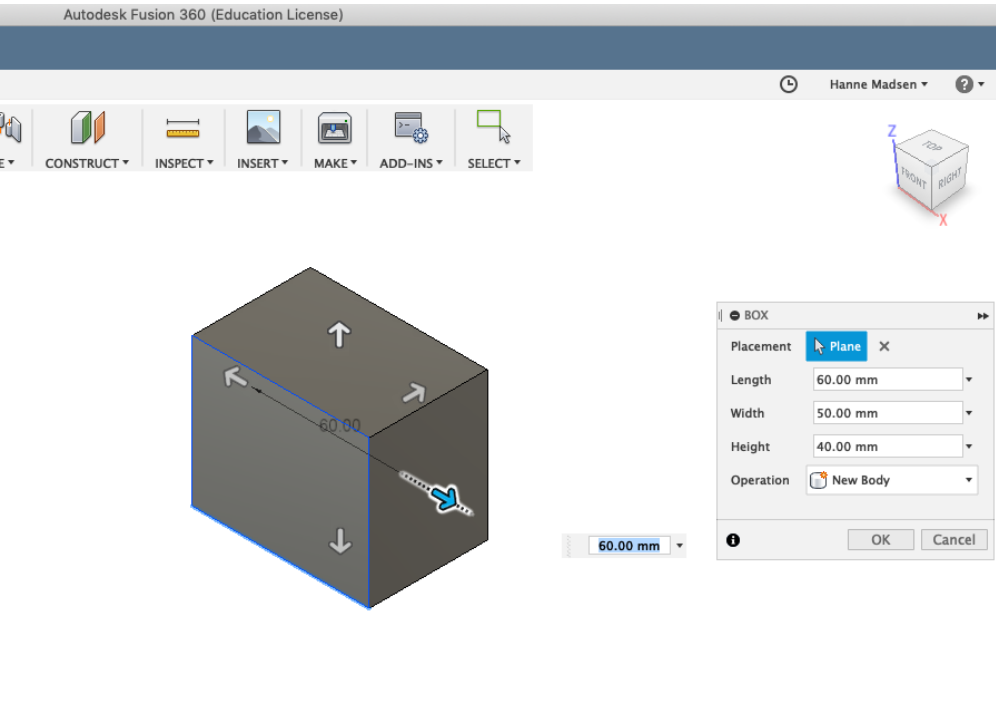 Autodesk Fusion 360 (Education License)
Hanne Madsen
?
E
CONSTRUCT
INSPECT
INSERT
MAKE
ADD-INS
SELECT
Z
TOP
FRONT
RIGHT
X
BOX
Placement Plane
Length 60.00 mm
Width 50.00 mm
Height 40.00 mm
Operation New Body
OK Cancel
60.00
60.00 mm